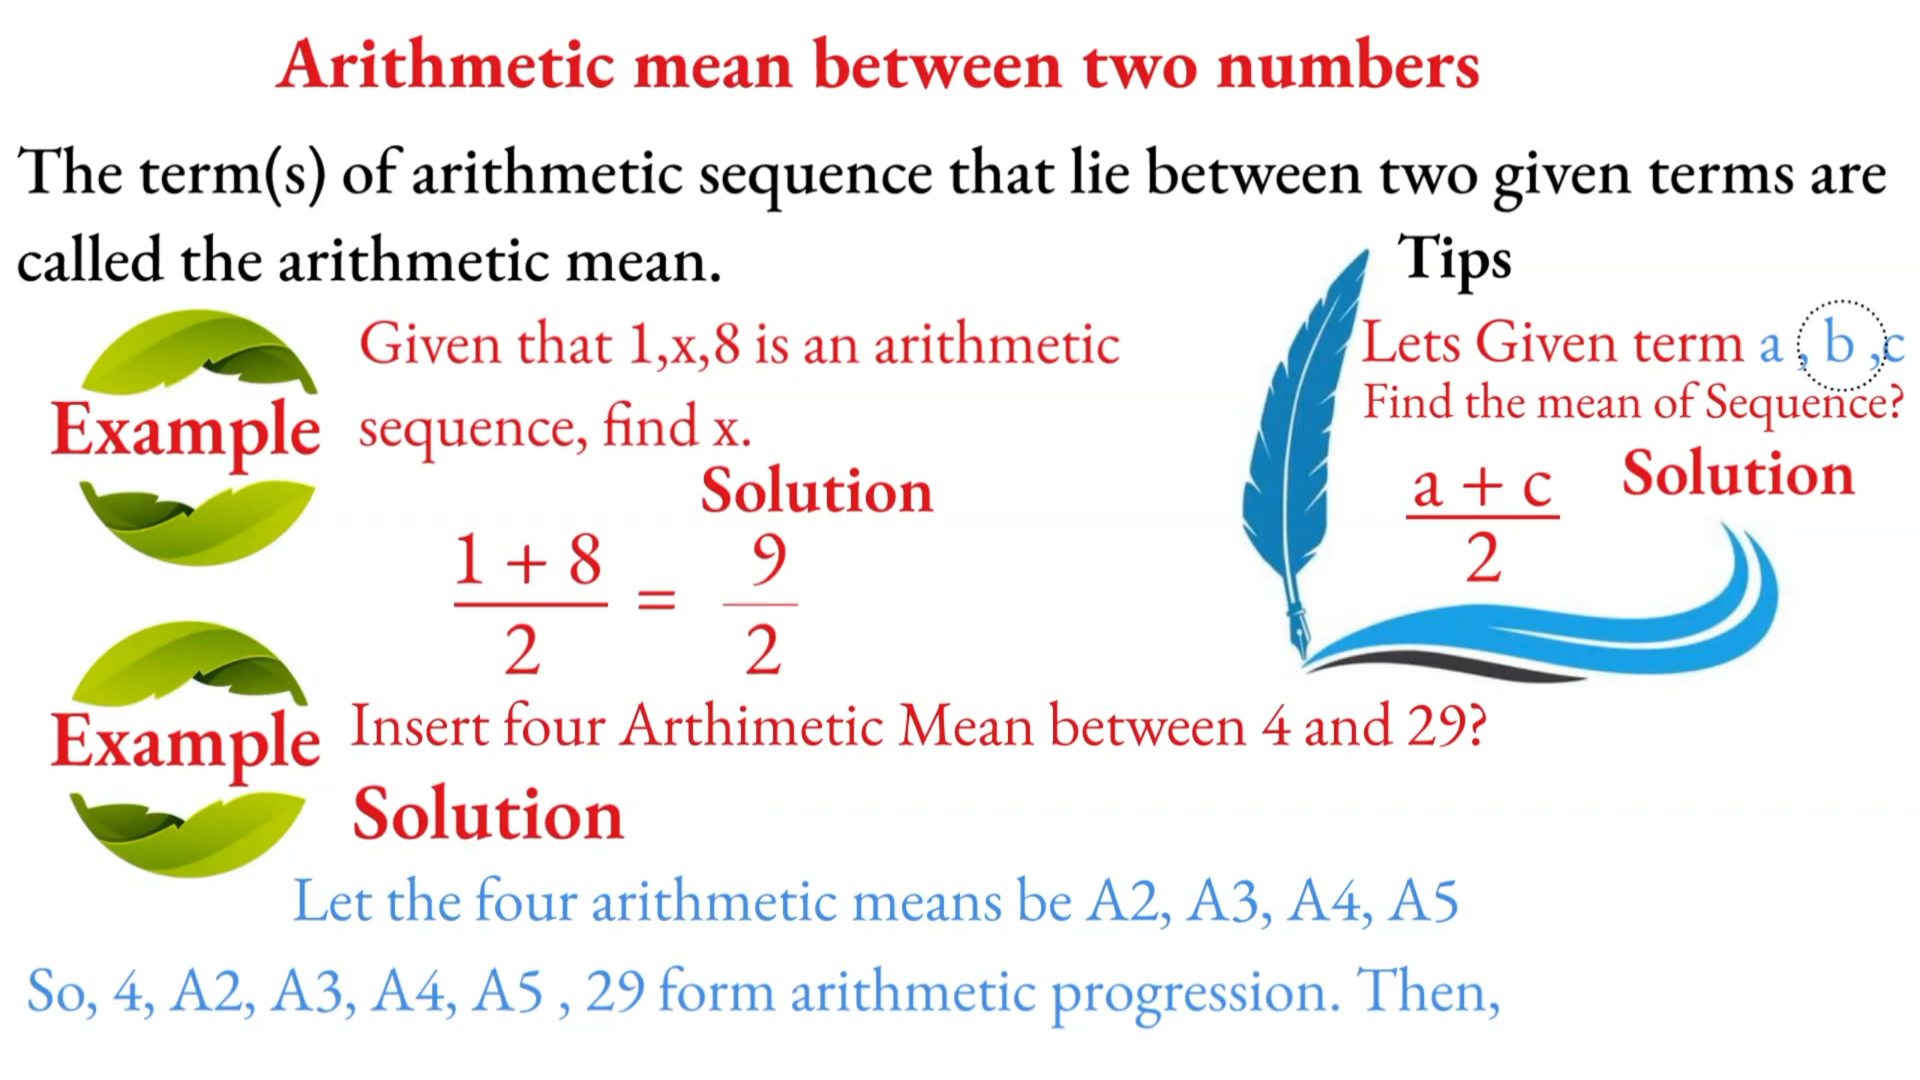 Arithmetic mean between two numbers
The term(s) of arithmetic sequence that lie between two given terms are
called the arithmetic mean.
Tips
Lets Given term a , b ,c
Find the mean of Sequence?
Solution
a + c
2
Example
Given that 1,x,8 is an arithmetic
sequence, find x.
Solution
1 + 8
2
=
9
2
Example
Insert four Arthimetic Mean between 4 and 29?
Solution
Let the four arithmetic means be A2, A3, A4, A5
So, 4, A2, A3, A4, A5 , 29 form arithmetic progression. Then,